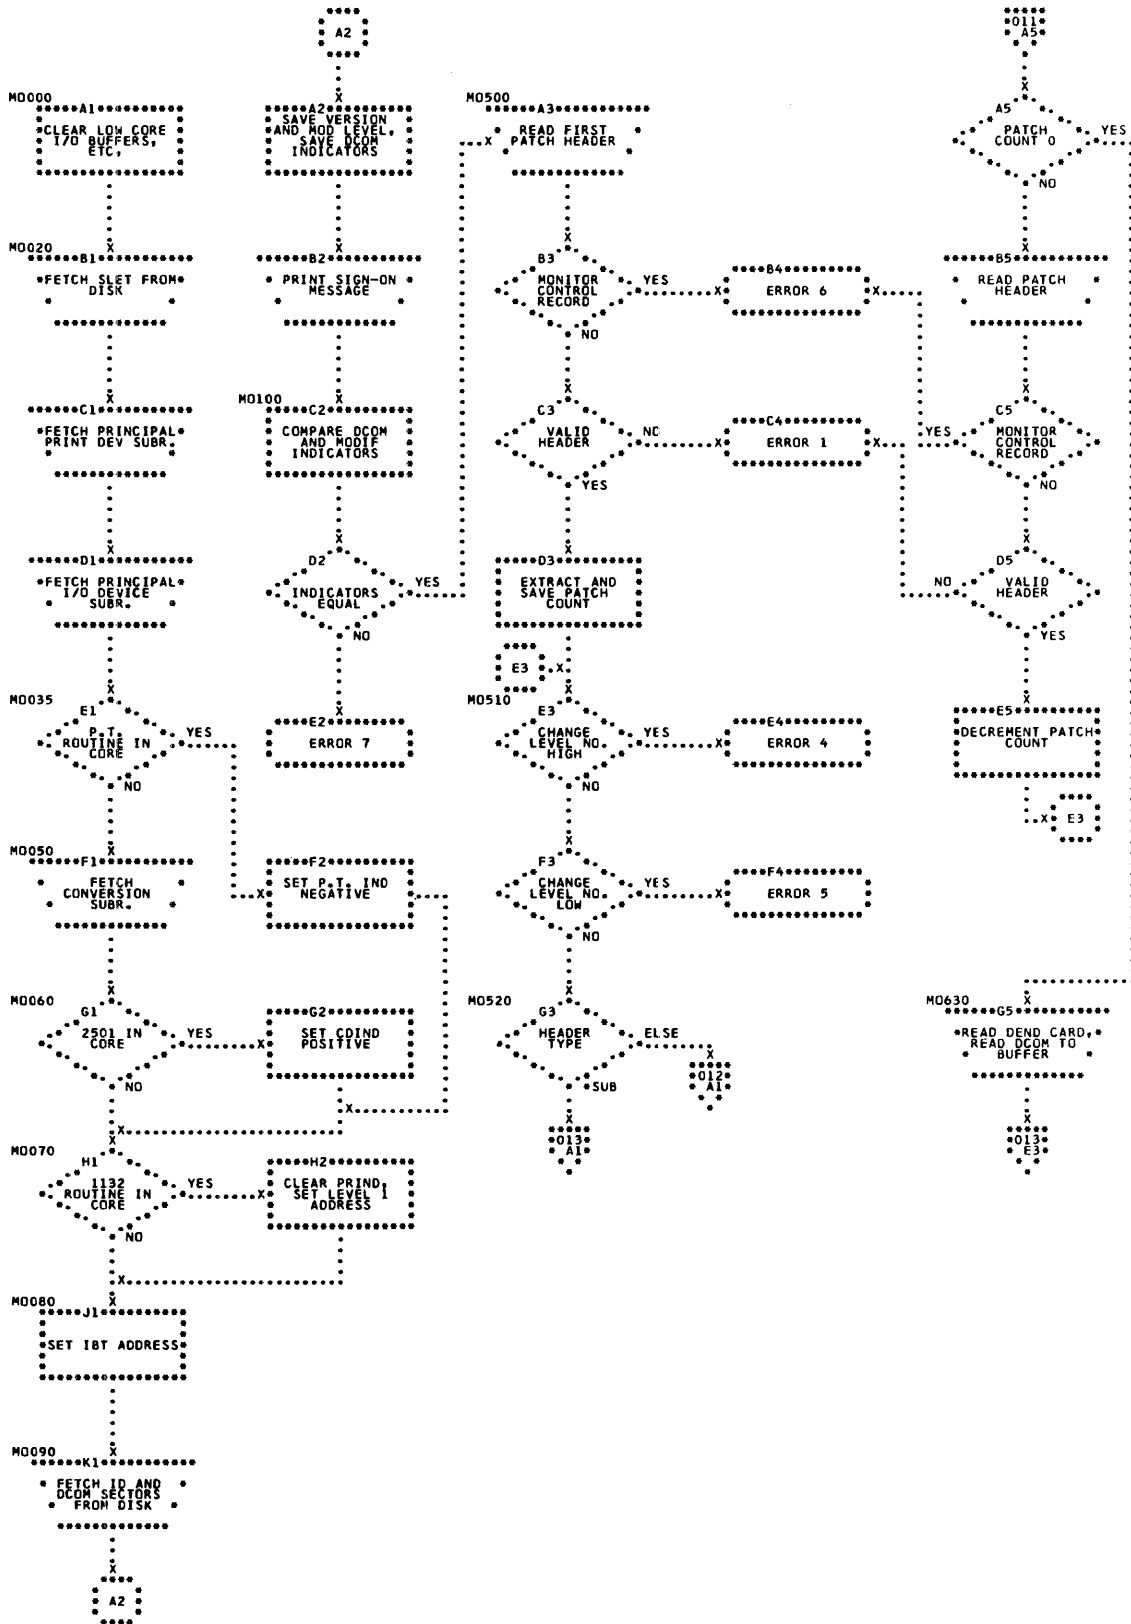 A2
011
A5
M0000
A1
CLEAR LOW CORE
I/O BUFFERS,
ETC.
A2
SAVE VERSION
AND MOD LEVEL,
SAVE DCOM
INDICATORS
M0500
A3
READ FIRST
PATCH HEADER
A5
PATCH
COUNT 0
YES
NO
M0020
B1
FETCH SLET FROM
DISK
B2
PRINT SIGN-ON
MESSAGE
B3
MONITOR
CONTROL
RECORD
YES
NO
B4
ERROR 6
B5
READ PATCH
HEADER
C1
FETCH PRINCIPAL
PRINT DEV SUBR.
M0100
C2
COMPARE DCOM
AND MODIF
INDICATORS
C3
VALID
HEADER
NO
YES
C4
ERROR 1
C5
MONITOR
CONTROL
RECORD
YES
NO
D1
FETCH PRINCIPAL
I/O DEVICE
SUBR.
D2
INDICATORS
EQUAL
YES
NO
D3
EXTRACT AND
SAVE PATCH
COUNT
D5
VALID
HEADER
NO
YES
E3
M0035
E1
P.T.
ROUTINE IN
CORE
YES
NO
E2
ERROR 7
M0510
E3
CHANGE
LEVEL NO.
HIGH
YES
NO
E4
ERROR 4
E5
DECREMENT PATCH
COUNT
E3
M0050
F1
FETCH
CONVERSION
SUBR.
F2
SET P.T. IND
NEGATIVE
F3
CHANGE
LEVEL NO.
LOW
YES
NO
F4
ERROR 5
M0060
G1
2501 IN
CORE
YES
NO
G2
SET CDIND
POSITIVE
M0520
G3
HEADER
TYPE
ELSE
SUB
012
A1
013
A1
M0630
G5
READ DEND CARD,
READ DCOM TO
BUFFER
013
E3
M0070
H1
1132
ROUTINE IN
CORE
YES
NO
H2
CLEAR PRIND,
SET LEVEL 1
ADDRESS
M0080
J1
SET IBT ADDRESS
M0090
K1
FETCH ID AND
DCOM SECTORS
FROM DISK
A2